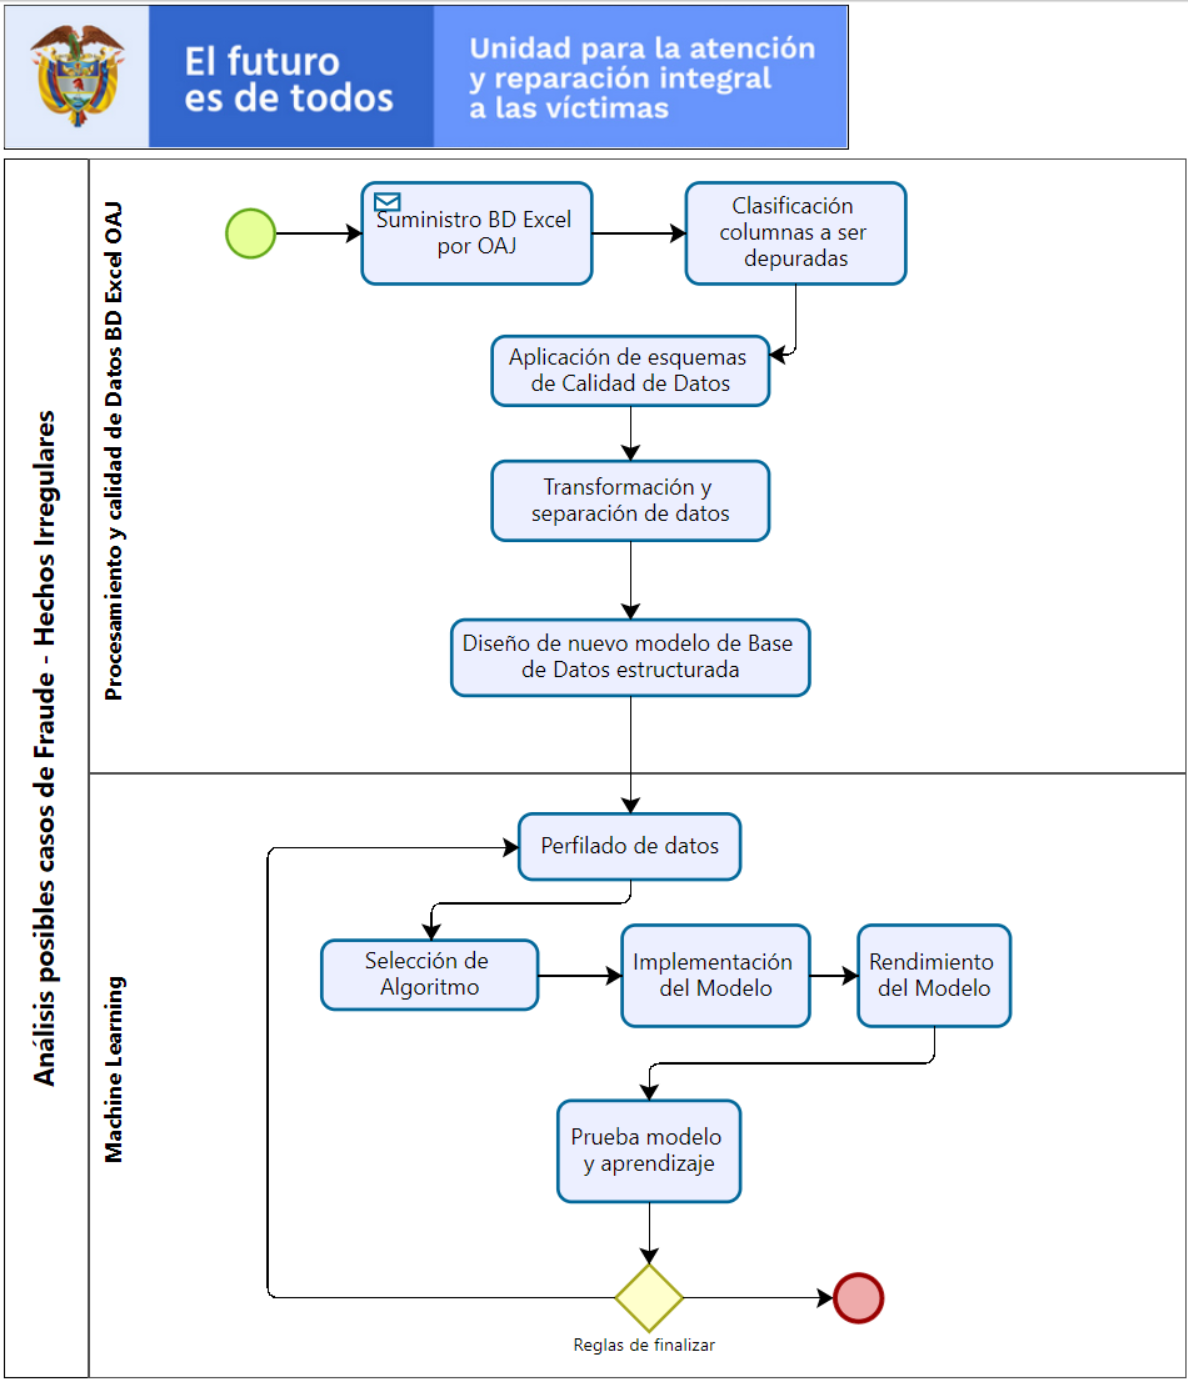 El futuro
es de todos
Unidad para la atención
y reparación integral
a las víctimas
Análisis posibles casos de Fraude - Hechos Irregulares
Procesamiento y calidad de Datos BD Excel OAJ
Suministro BD Excel
por OAJ
Clasificación
columnas a ser
depuradas
Aplicación de esquemas
de Calidad de Datos
Transformación y
separación de datos
Diseño de nuevo modelo de Base
de Datos estructurada
Machine Learning
Perfilado de datos
Selección de
Algoritmo
Implementación
del Modelo
Rendimiento
del Modelo
Prueba modelo
y aprendizaje
Reglas de finalizar